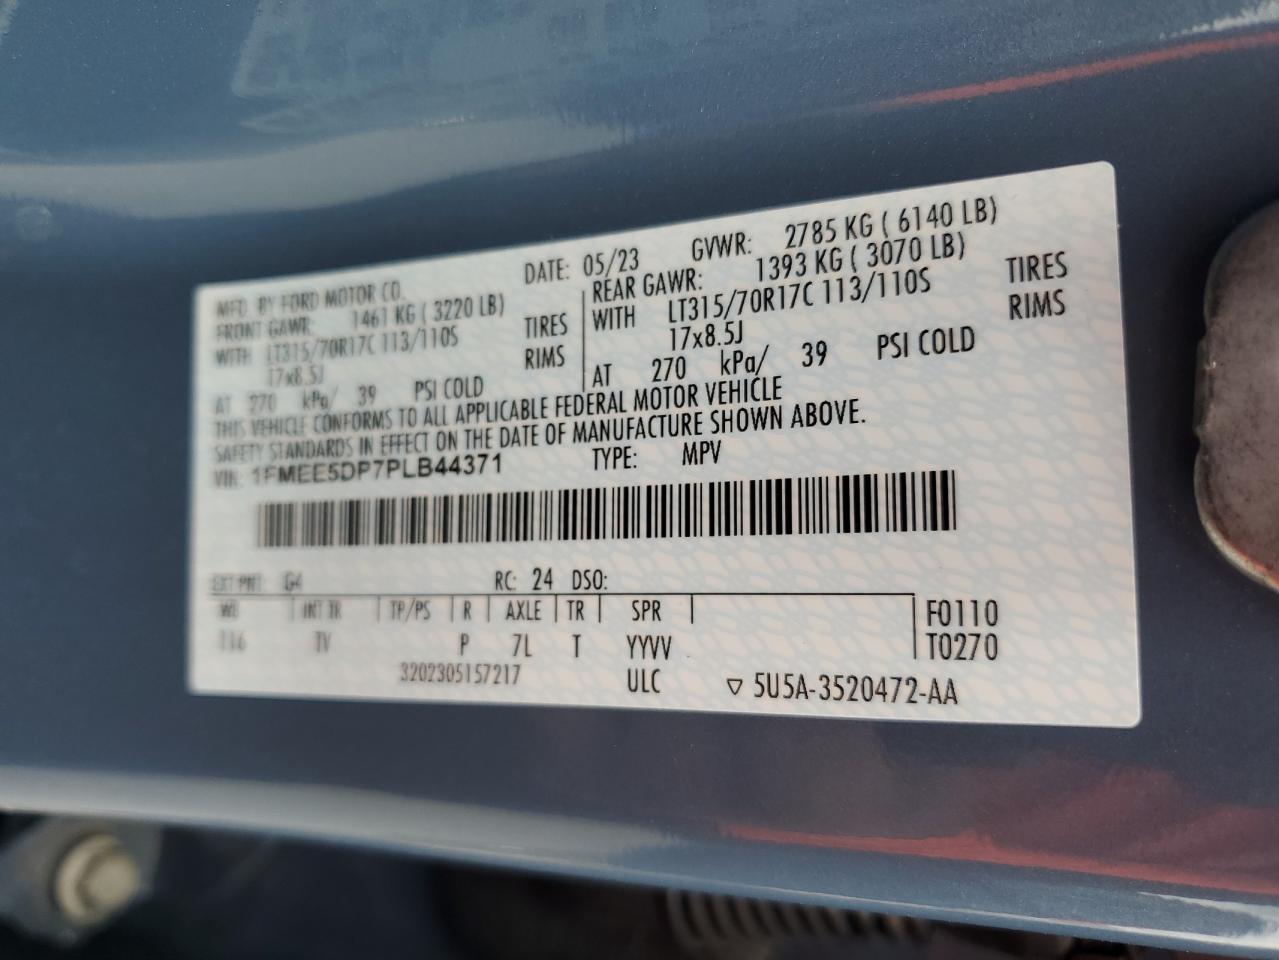 MFD. BY FORD MOTOR CO.
DATE: 05/23 GVWR: 2785 KG ( 6140 LB)
FRONT GAWR: 1461 KG ( 3220 LB)
WITH LT315/70R17C 113/110S TIRES
17x8.5J RIMS
AT 270 kPa/ 39 PSI COLD
REAR GAWR: 1393 KG ( 3070 LB)
WITH LT315/70R17C 113/110S TIRES
17x8.5J RIMS
AT 270 kPa/ 39 PSI COLD
THIS VEHICLE CONFORMS TO ALL APPLICABLE FEDERAL MOTOR VEHICLE
SAFETY STANDARDS IN EFFECT ON THE DATE OF MANUFACTURE SHOWN ABOVE.
VIN: 1FMEE5DP7PLB44371 TYPE: MPV
EXT PNT: G4 RC: 24 DSO:
WB INT TR TP/PS R AXLE TR SPR F0110
116 TV P 7L T YYVV T0270
3202305157217 ULC ▽ 5U5A-3520472-AA